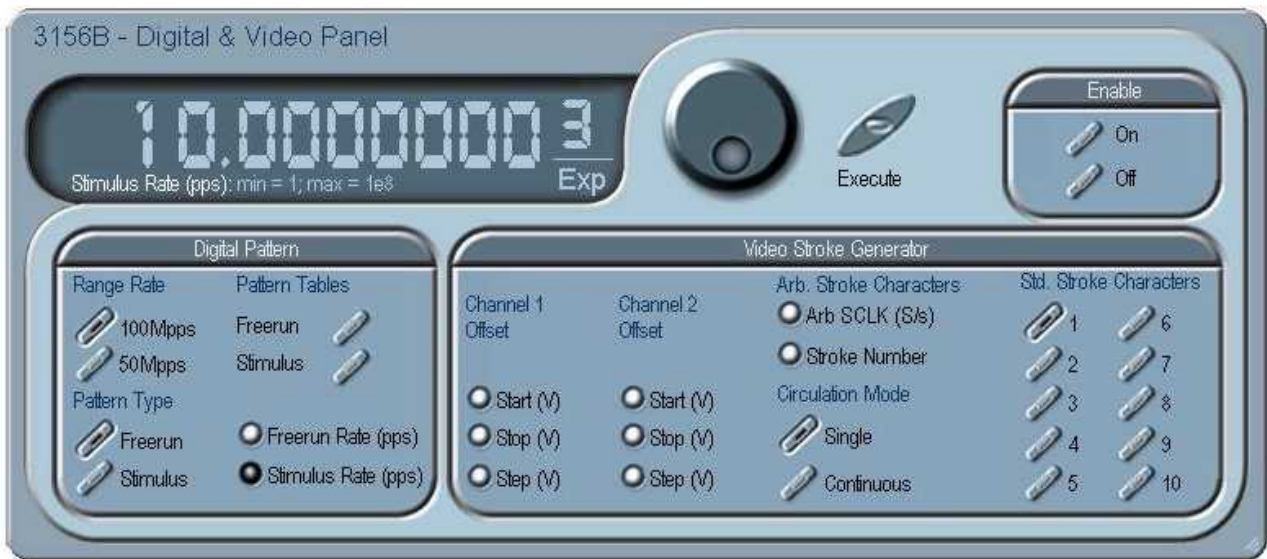 3156B - Digital & Video Panel
10.0000000 3
Exp
Stimulus Rate (pps): min = 1; max = 1e8
Execute
Enable
On
Off
Digital Pattern
Range Rate
100Mpps
50Mpps
Pattern Type
Freerun
Stimulus
Pattern Tables
Freerun
Stimulus
Freerun Rate (pps)
Stimulus Rate (pps)
Video Stroke Generator
Channel 1
Offset
Start (V)
Stop (V)
Step (V)
Channel 2
Offset
Start (V)
Stop (V)
Step (V)
Arb. Stroke Characters
Arb SCLK (S/s)
Stroke Number
Circulation Mode
Single
Continuous
Std. Stroke Characters
1
2
3
4
5
6
7
8
9
10